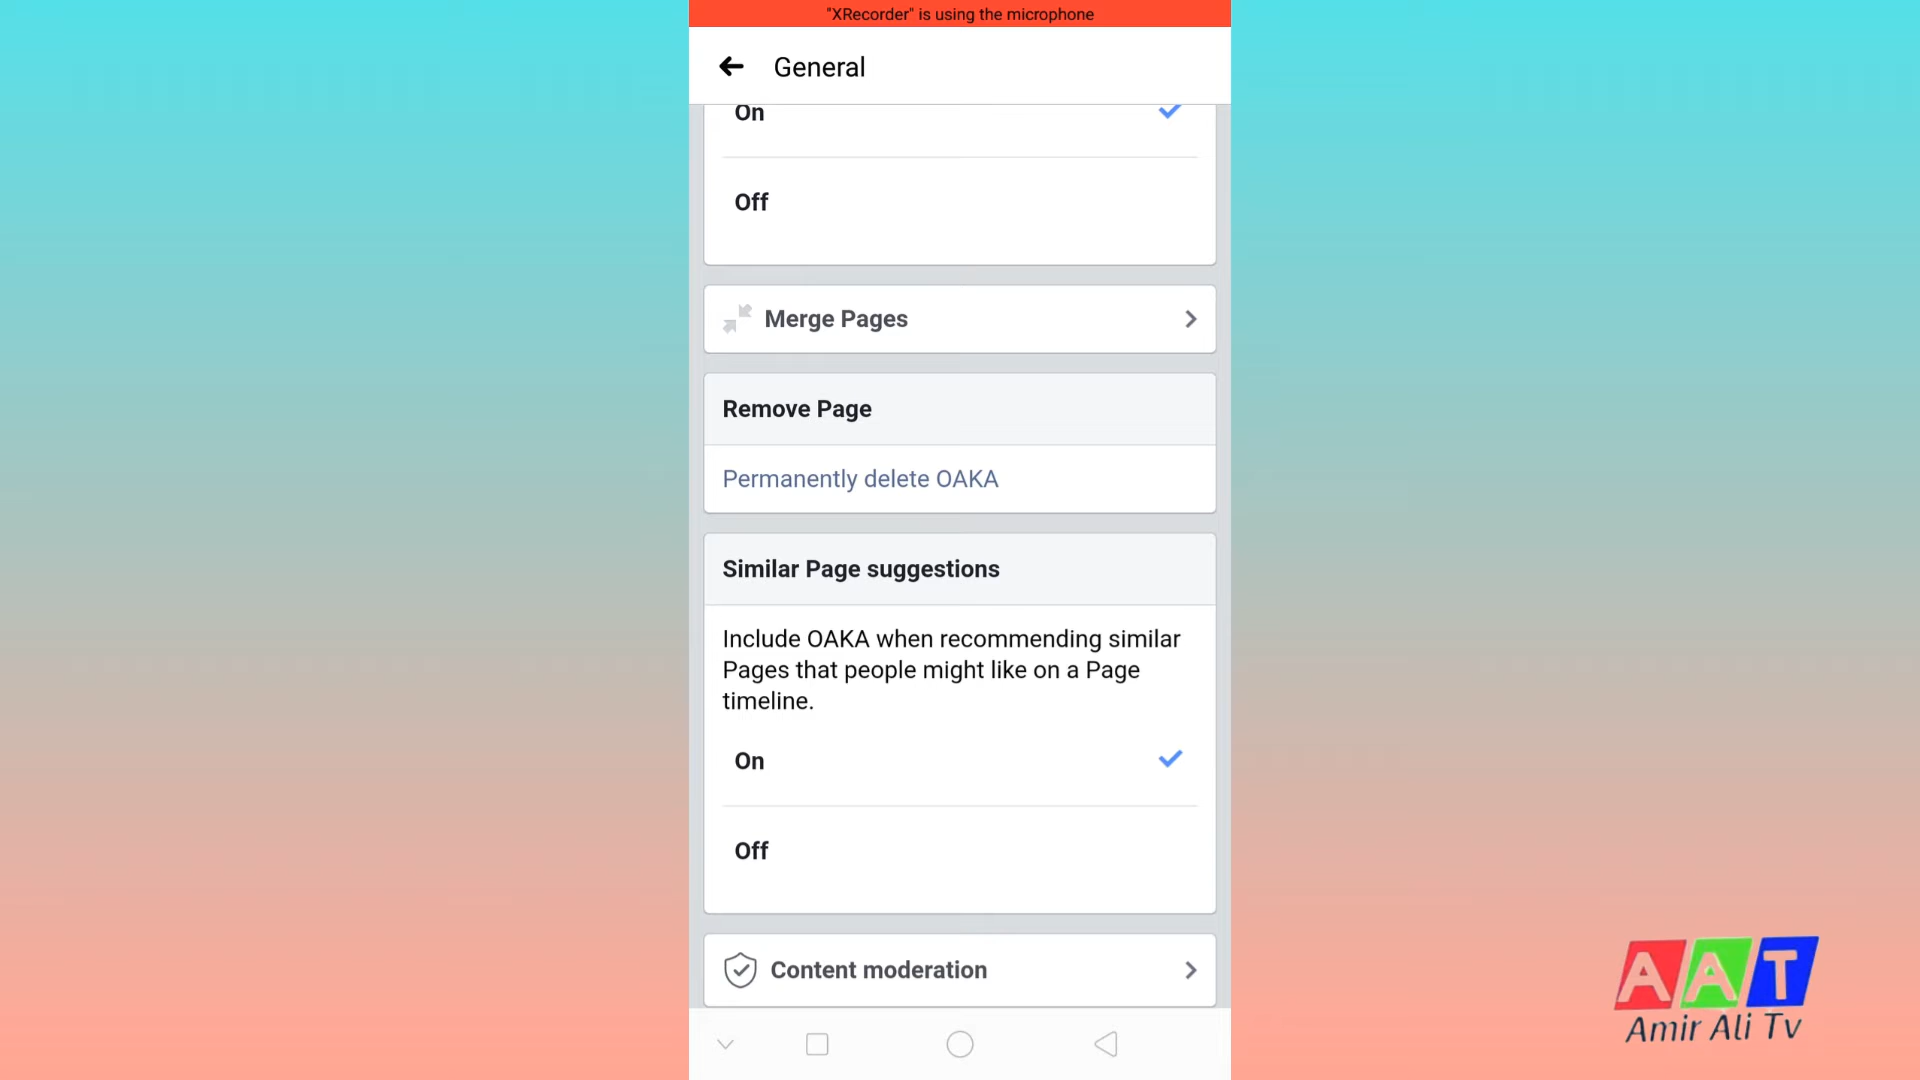 "XRecorder" is using the microphone
General
On
Off
Merge Pages
Remove Page
Permanently delete OAKA
Similar Page suggestions
Include OAKA when recommending similar
Pages that people might like on a Page
timeline.
On
Off
Content moderation
AAT
Amir Ali Tv